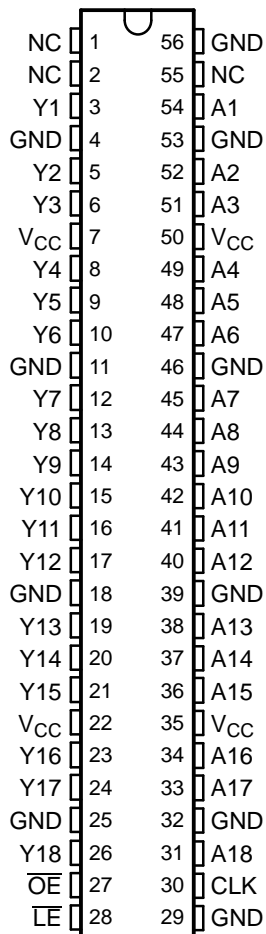 NC 1 56 GND
NC 2 55 NC
Y1 3 54 A1
GND 4 53 GND
Y2 5 52 A2
Y3 6 51 A3
VCC 7 50 VCC
Y4 8 49 A4
Y5 9 48 A5
Y6 10 47 A6
GND 11 46 GND
Y7 12 45 A7
Y8 13 44 A8
Y9 14 43 A9
Y10 15 42 A10
Y11 16 41 A11
Y12 17 40 A12
GND 18 39 GND
Y13 19 38 A13
Y14 20 37 A14
Y15 21 36 A15
VCC 22 35 VCC
Y16 23 34 A16
Y17 24 33 A17
GND 25 32 GND
Y18 26 31 A18
O̅E̅ 27 30 CLK
L̅E̅ 28 29 GND